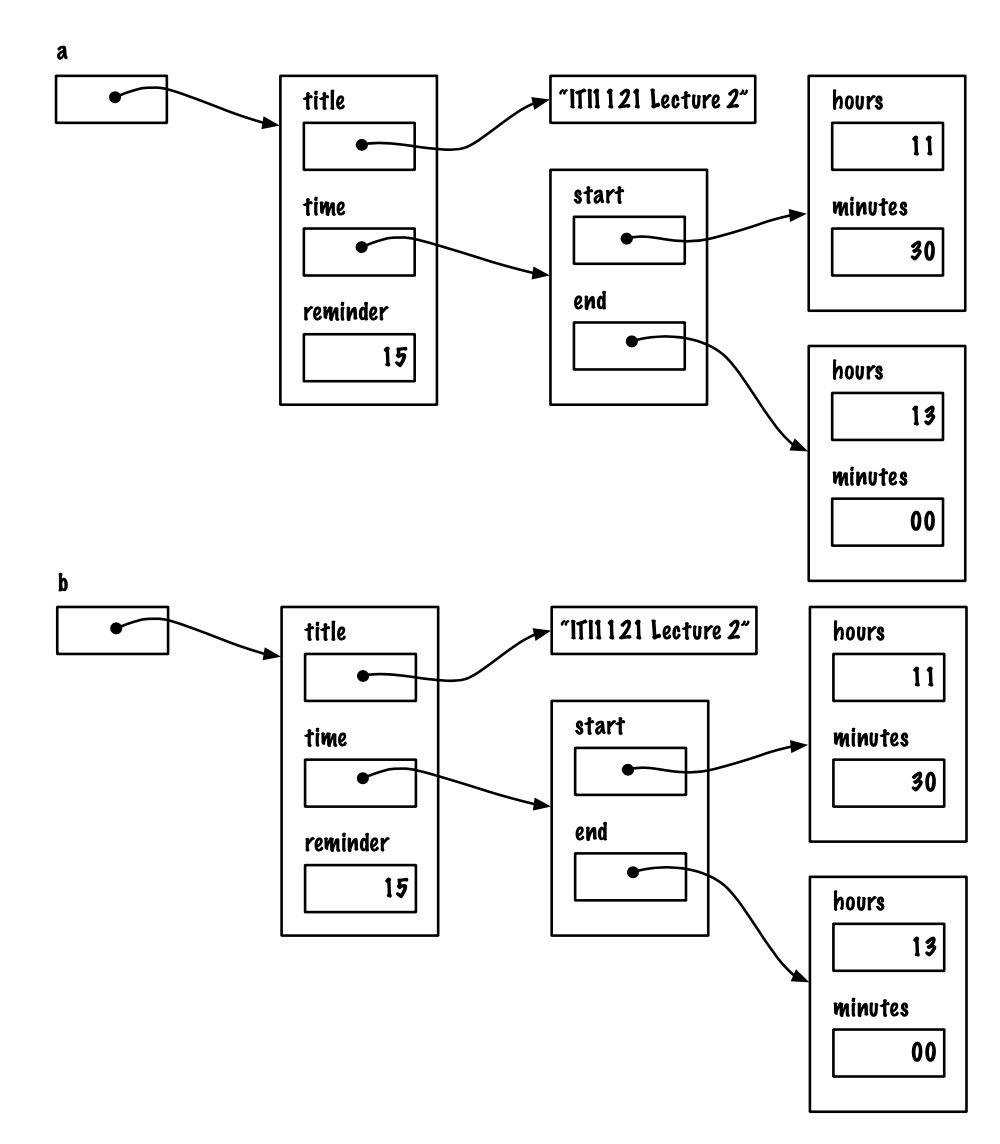 a
title
"ITI1121 Lecture 2"
hours
11
time
start
minutes
30
reminder
end
15
hours
13
minutes
00
b
title
"ITI1121 Lecture 2"
hours
11
time
start
minutes
30
reminder
end
15
hours
13
minutes
00